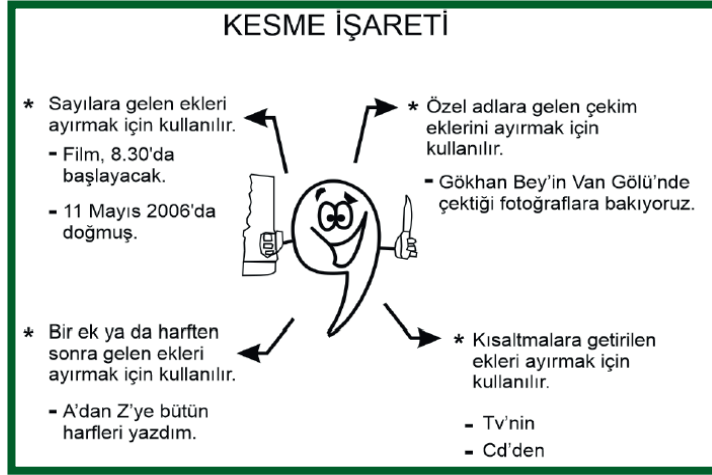 KESME İŞARETİ
* Sayılara gelen ekleri
ayırmak için kullanılır.
- Film, 8.30'da
başlayacak.
- 11 Mayıs 2006'da
doğmuş.
* Özel adlara gelen çekim
eklerini ayırmak için
kullanılır.
- Gökhan Bey'in Van Gölü'nde
çektiği fotoğraflara bakıyoruz.
* Bir ek ya da harften
sonra gelen ekleri
ayırmak için kullanılır.
- A'dan Z'ye bütün
harfleri yazdım.
* Kısaltmalara getirilen
ekleri ayırmak için
kullanılır.
- Tv'nin
- Cd'den